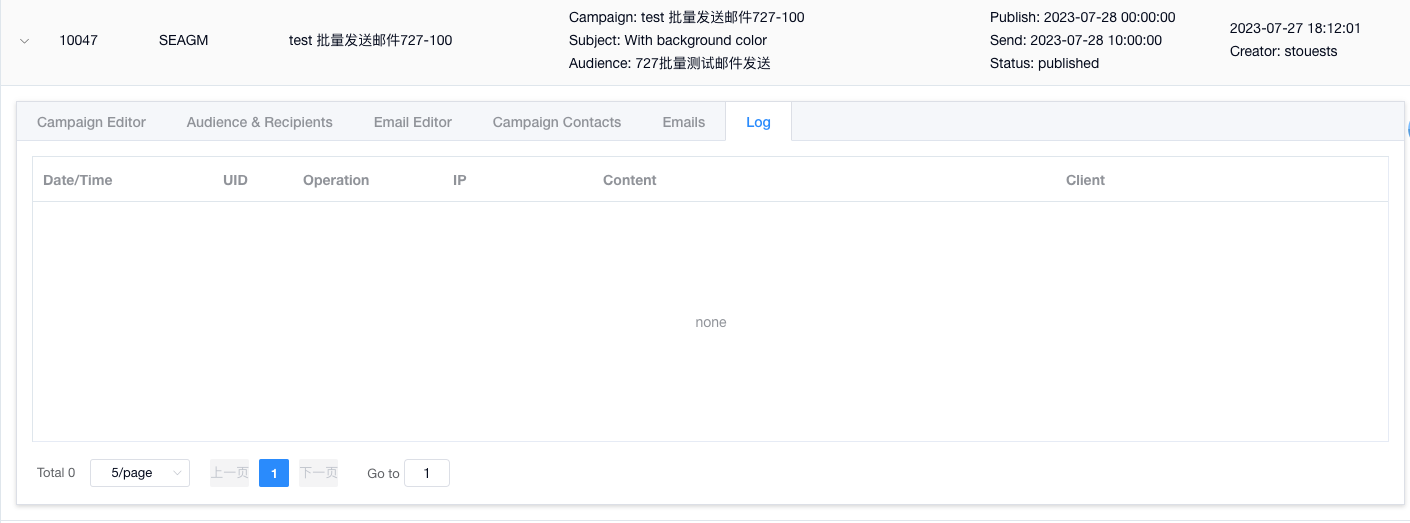 10047 SEAGM test 批量发送邮件727-100
Campaign: test 批量发送邮件727-100
Subject: With background color
Audience: 727批量测试邮件发送
Publish: 2023-07-28 00:00:00
Send: 2023-07-28 10:00:00
Status: published
2023-07-27 18:12:01
Creator: stouests
Campaign Editor Audience & Recipients Email Editor Campaign Contacts Emails Log
Date/Time UID Operation IP Content Client
none
Total 0 5/page 上一页 1 下一页 Go to 1